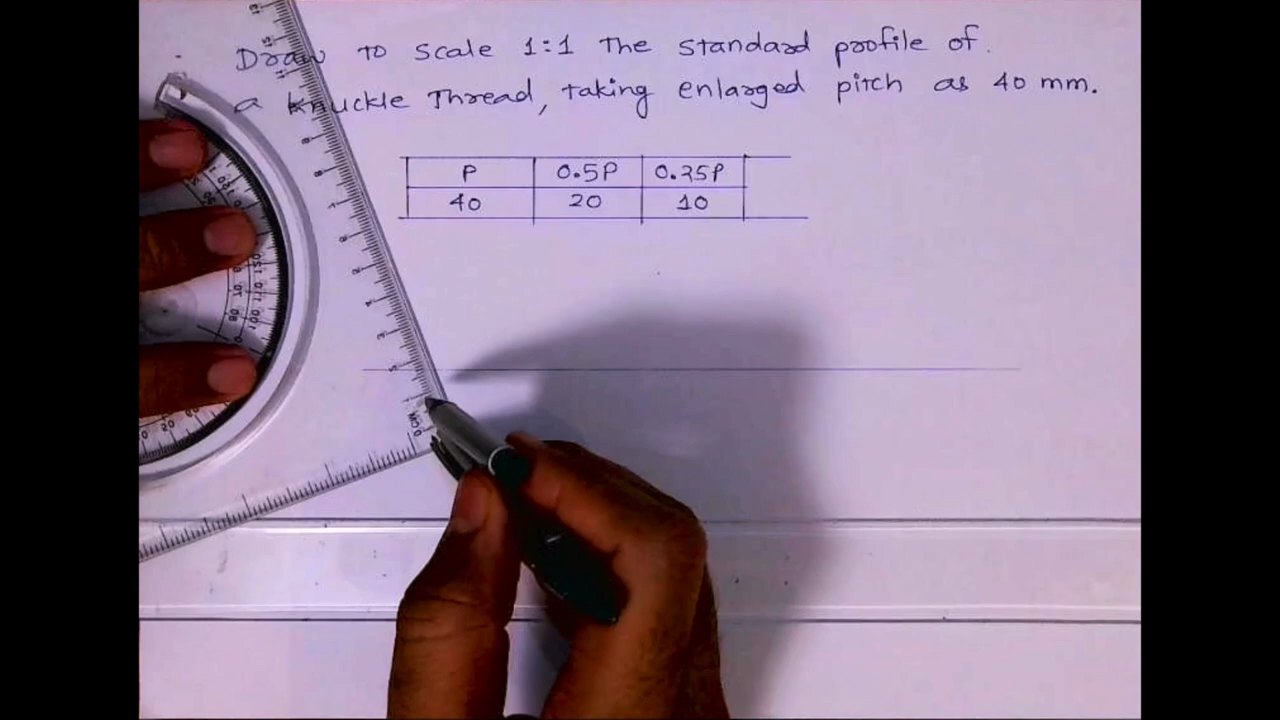 Draw to scale 1:1 the standard profile of.
a knuckle Thread, taking enlarged pitch as 40 mm.
P 0.5P 0.25P
40 20 10